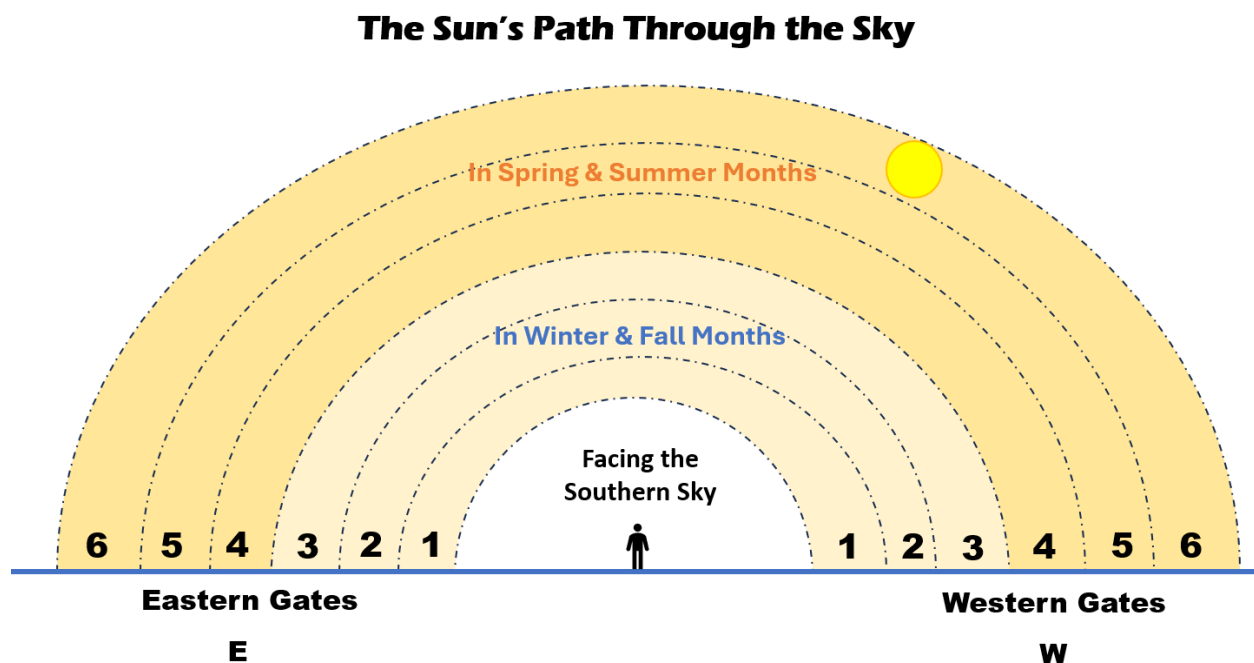 The Sun's Path Through the Sky
In Spring & Summer Months
In Winter & Fall Months
Facing the
Southern Sky
6 5 4 3 2 1 1 2 3 4 5 6
Eastern Gates Western Gates
E W